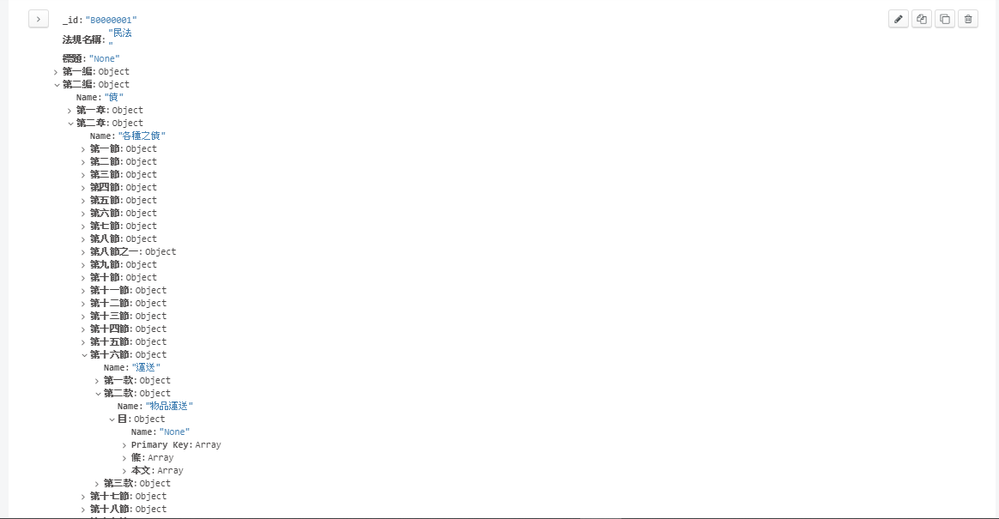 _id: "B0000001"
法規名稱: "民法
"
標題: "None"
第一編: Object
第二編: Object
Name: "債"
第一章: Object
第二章: Object
Name: "各種之債"
第一節: Object
第二節: Object
第三節: Object
第四節: Object
第五節: Object
第六節: Object
第七節: Object
第八節: Object
第八節之一: Object
第九節: Object
第十節: Object
第十一節: Object
第十二節: Object
第十三節: Object
第十四節: Object
第十五節: Object
第十六節: Object
Name: "運送"
第一款: Object
第二款: Object
Name: "物品運送"
目: Object
Name: "None"
Primary Key: Array
條: Array
本文: Array
第三款: Object
第十七節: Object
第十八節: Object